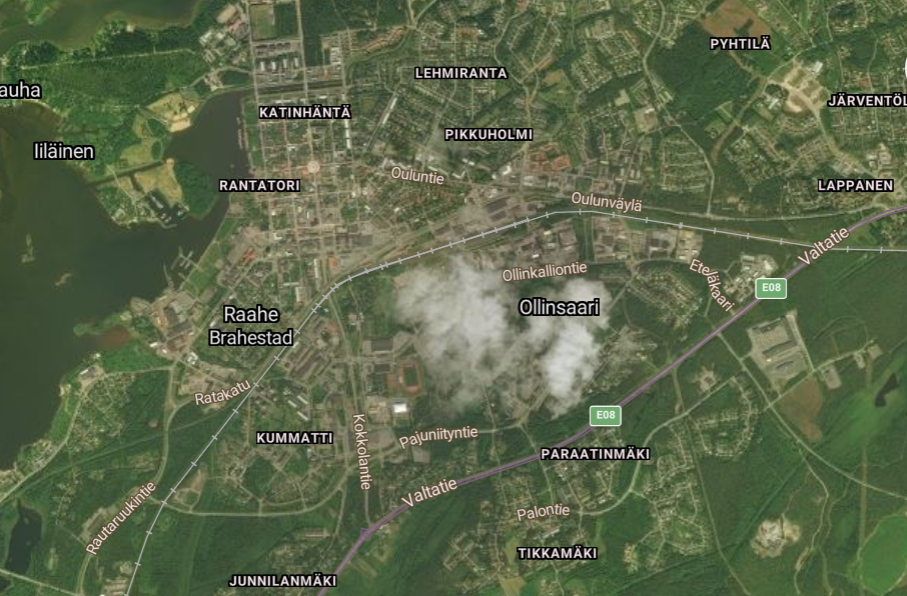 PYHTILÄ
LEHMIRANTA
auha
JÄRVENTÖL
KATINHÄNTÄ
PIKKUHOLMI
Iiläinen
Ouluntie
RANTATORI
LAPPANEN
Oulunväylä
Valtatie
Ollinkalliontie
Eteläkaari
E08
Ollinsaari
Raahe
Brahestad
Ratakatu
E08
Kokkolantie
KUMMATTI
Pajuniityntie
PARAATINMÄKI
Valtatie
Rautaruukintie
Palontie
TIKKAMÄKI
JUNNILANMÄKI